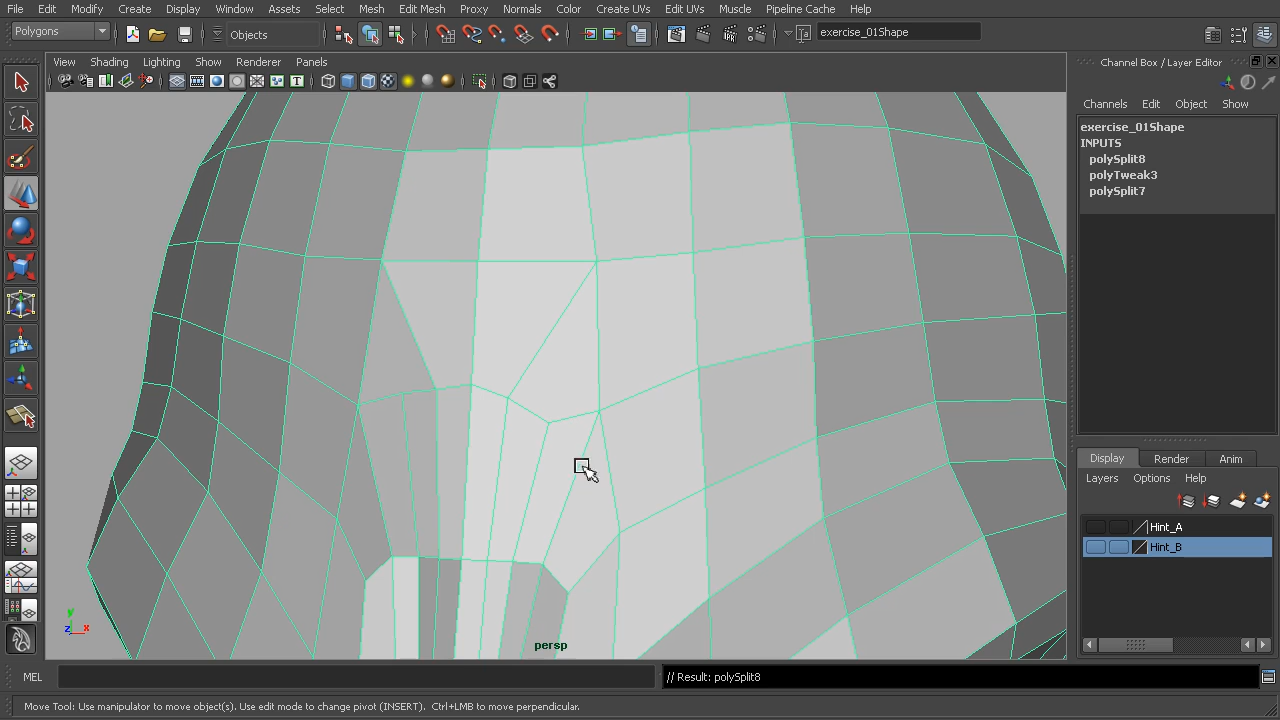 File Edit Modify Create Display Window Assets Select Mesh Edit Mesh Proxy Normals Color Create UVs Edit UVs Muscle Pipeline Cache Help
Polygons Objects exercise_01Shape
View Shading Lighting Show Renderer Panels
Channel Box / Layer Editor
Channels Edit Object Show
exercise_01Shape
INPUTS
polySplit8
polyTweak3
polySplit7
Display Render Anim
Layers Options Help
Hint_A
Hint_B
y
z x
persp
MEL // Result: polySplit8
Move Tool: Use manipulator to move object(s). Use edit mode to change pivot (INSERT). Ctrl+LMB to move perpendicular.